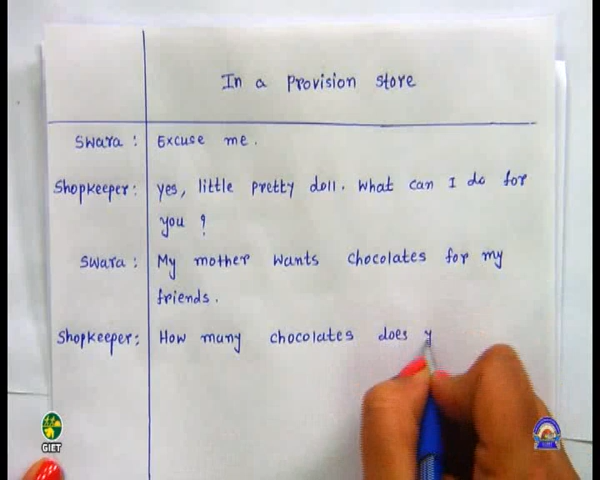 In a Provision store
Swara: Excuse me.
Shopkeeper: yes, little pretty doll. What can I do for
you ?
Swara: My mother wants chocolates for my
friends.
Shopkeeper: How many chocolates does y
GIET